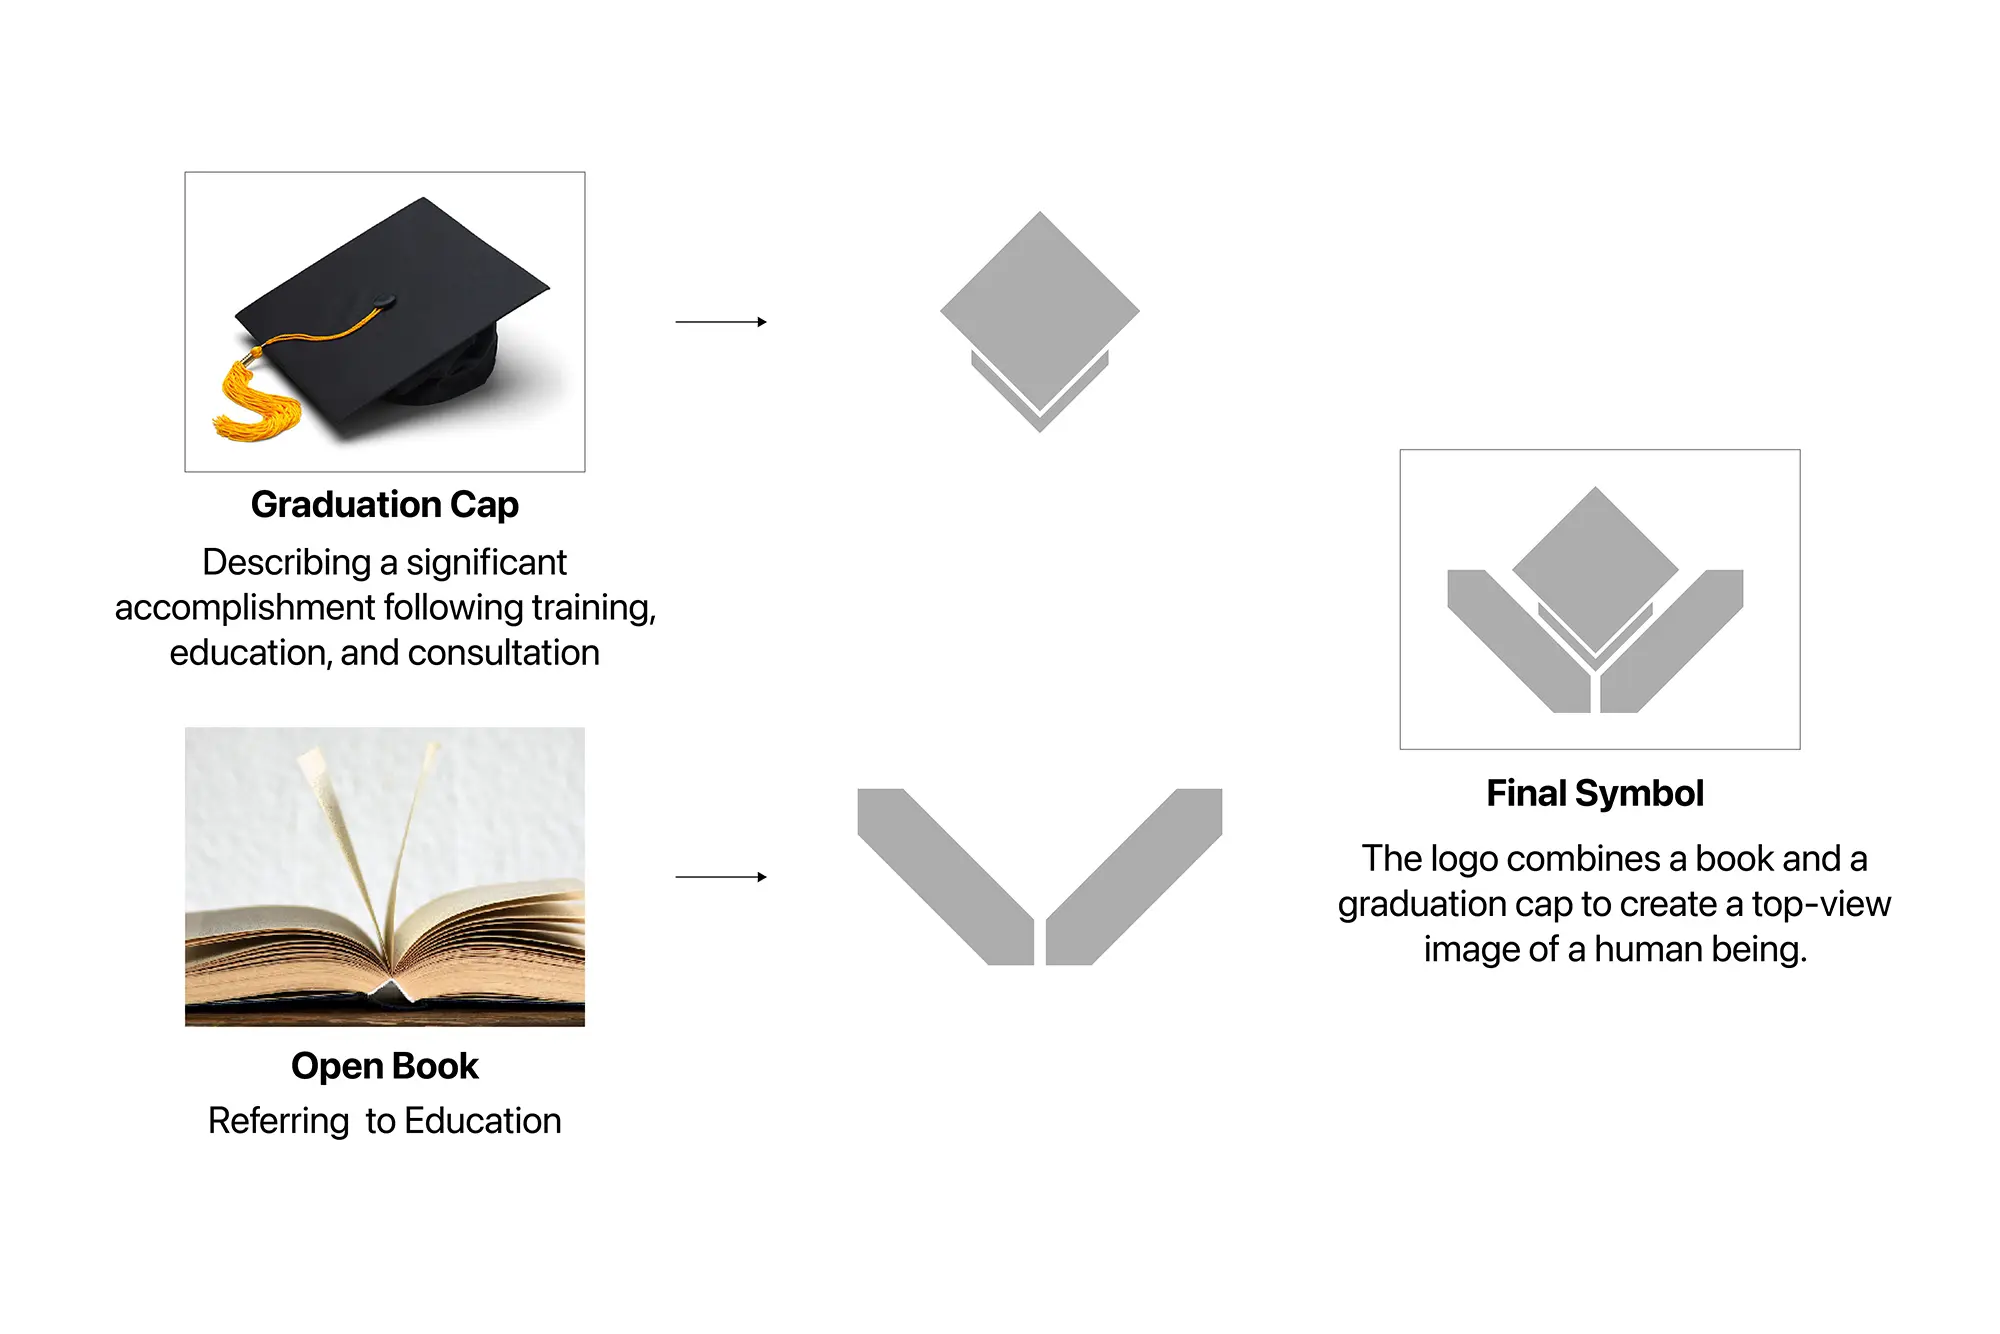 Graduation Cap
Describing a significant
accomplishment following training,
education, and consultation
Open Book
Referring  to Education
Final Symbol
The logo combines a book and a
graduation cap to create a top-view
image of a human being.